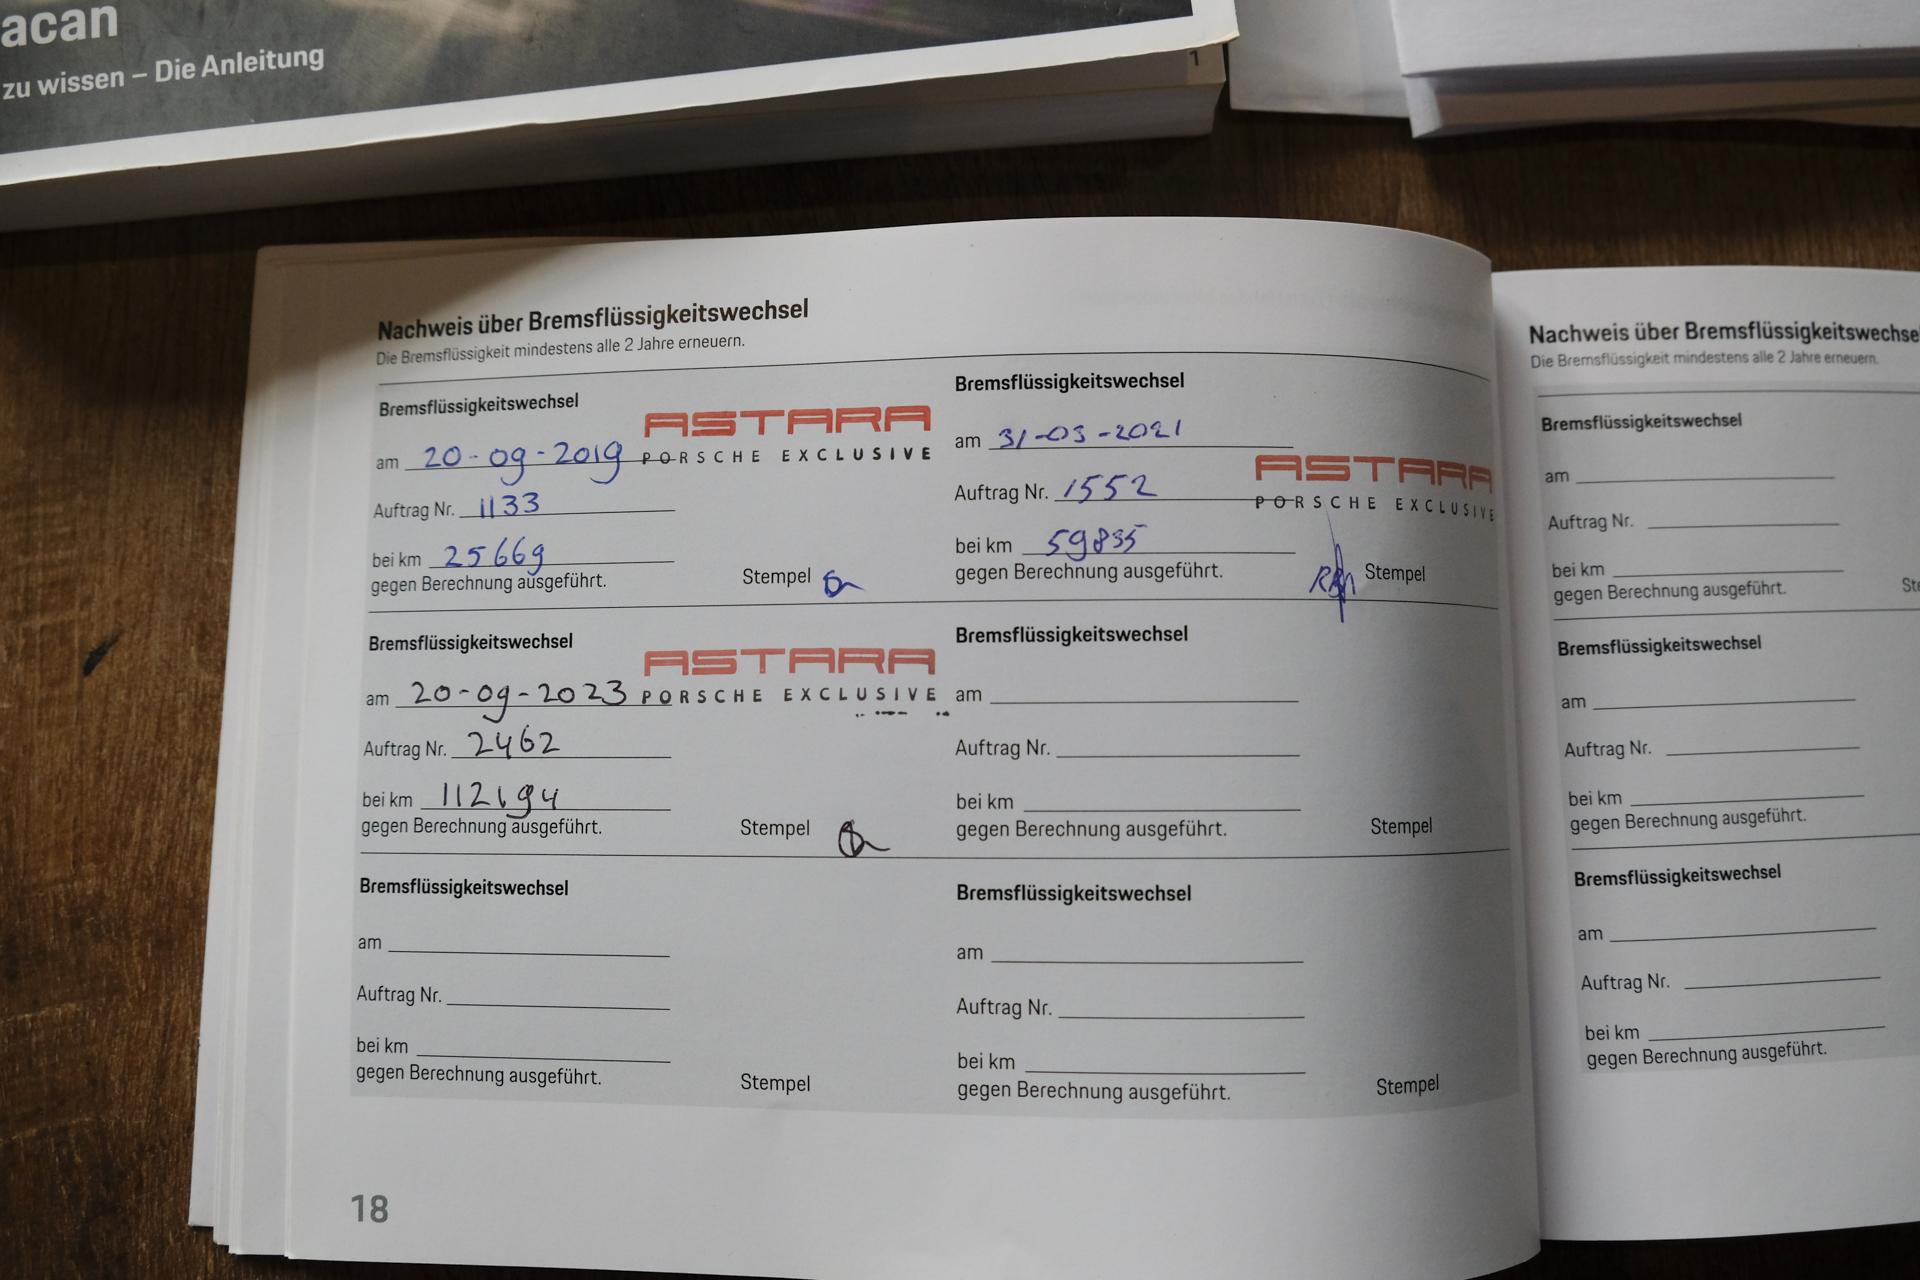 acan
zu wissen – Die Anleitung
1
Nachweis über Bremsflüssigkeitswechsel
Die Bremsflüssigkeit mindestens alle 2 Jahre erneuern.
Bremsflüssigkeitswechsel
am 20-09-2019
ASTARA
PORSCHE EXCLUSIVE
Auftrag Nr. 1133
bei km 25669
gegen Berechnung ausgeführt.
Stempel
Bremsflüssigkeitswechsel
am 31-03-2021
Auftrag Nr. 1552
ASTARA
PORSCHE EXCLUSIVE
bei km 59835
gegen Berechnung ausgeführt.
Stempel
Bremsflüssigkeitswechsel
am 20-09-2023
ASTARA
PORSCHE EXCLUSIVE
Auftrag Nr. 2462
bei km 112194
gegen Berechnung ausgeführt.
Stempel
Bremsflüssigkeitswechsel
am
Auftrag Nr.
bei km
gegen Berechnung ausgeführt.
Stempel
Bremsflüssigkeitswechsel
am
Auftrag Nr.
bei km
gegen Berechnung ausgeführt.
Stempel
Bremsflüssigkeitswechsel
am
Auftrag Nr.
bei km
gegen Berechnung ausgeführt.
Stempel
18
Nachweis über Bremsflüssigkeitswechse
Die Bremsflüssigkeit mindestens alle 2 Jahre erneuern.
Bremsflüssigkeitswechsel
am
Auftrag Nr.
bei km
gegen Berechnung ausgeführt.
Ste
Bremsflüssigkeitswechsel
am
Auftrag Nr.
bei km
gegen Berechnung ausgeführt.
Bremsflüssigkeitswechsel
am
Auftrag Nr.
bei km
gegen Berechnung ausgeführt.